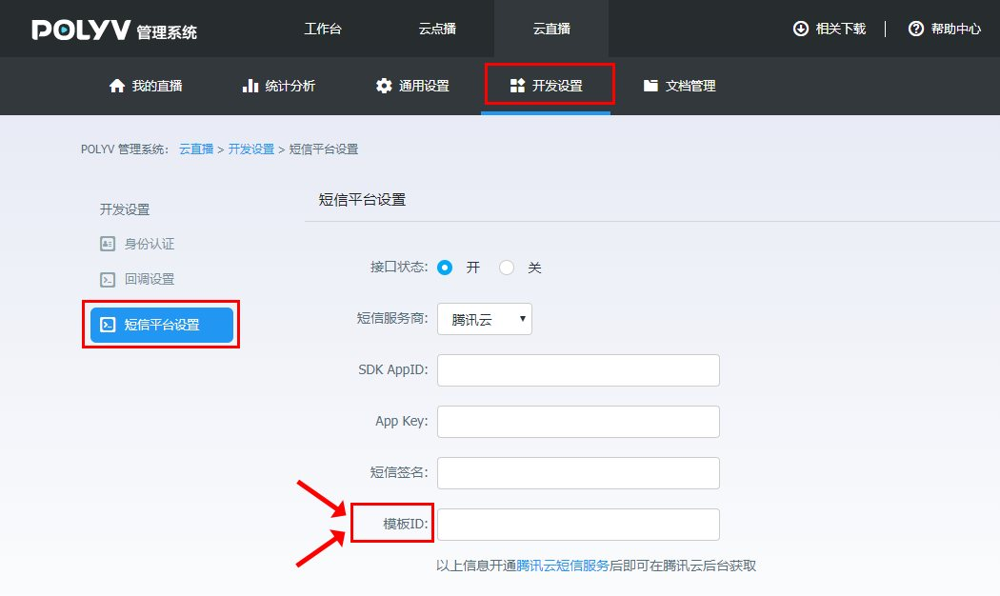 POLYV 管理系统 工作台 云点播 云直播 相关下载 帮助中心
我的直播 统计分析 通用设置 开发设置 文档管理
POLYV 管理系统: 云直播 > 开发设置 > 短信平台设置
开发设置
身份认证
回调设置
短信平台设置
短信平台设置
接口状态: 开 关
短信服务商: 腾讯云
SDK AppID:
App Key:
短信签名:
模板ID:
以上信息开通腾讯云短信服务后即可在腾讯云后台获取